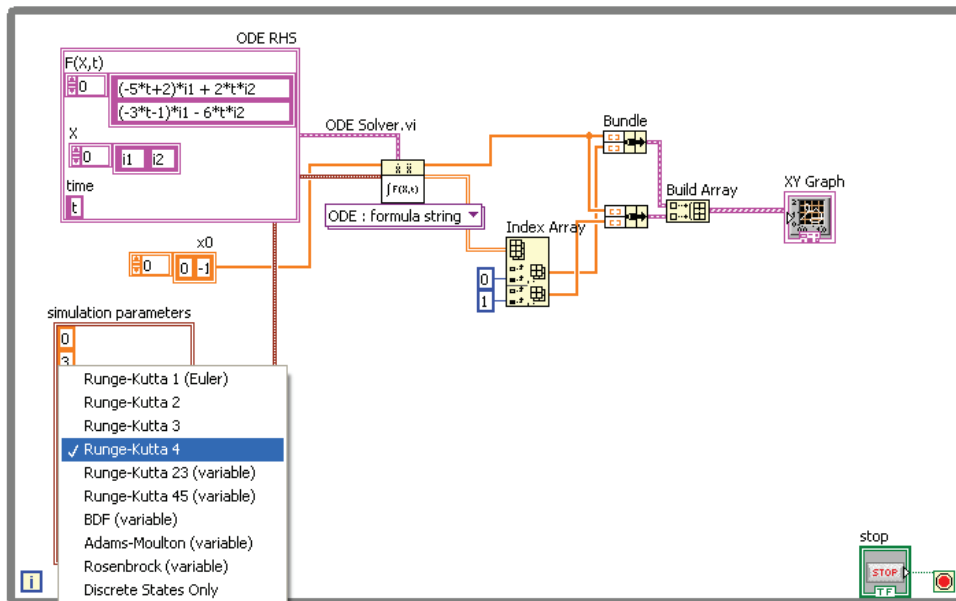 ODE RHS
F(X,t)
0
(-5*t+2)*i1 + 2*t*i2
(-3*t-1)*i1 - 6*t*i2
X
0
i1 i2
time
t
ODE Solver.vi
∫F(X,t)
ODE : formula string
x0
0
0 -1
Index Array
0
1
Bundle
Build Array
XY Graph
simulation parameters
0
3
Runge-Kutta 1 (Euler)
Runge-Kutta 2
Runge-Kutta 3
✓ Runge-Kutta 4
Runge-Kutta 23 (variable)
Runge-Kutta 45 (variable)
BDF (variable)
Adams-Moulton (variable)
Rosenbrock (variable)
Discrete States Only
i
stop
STOP
TF